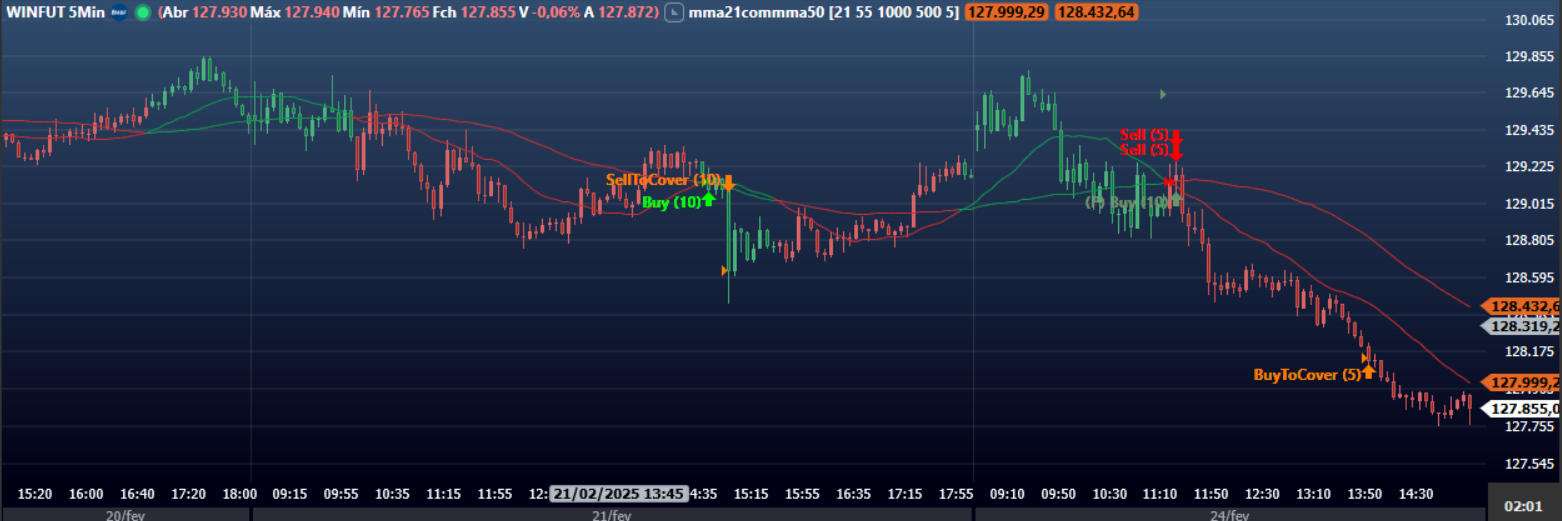 WINFUT 5Min (Abr 127.930 Máx 127.940 Mín 127.765 Fch 127.855 V -0,06% A 127.872) mma21commma50 [21 55 1000 500 5] 127.999,29 128.432,64
130.065
129.855
129.645
129.435
Sell (5)
Sell (5)
129.225
SellToCover (10)
Buy (10)
(P) Buy (10)
129.015
128.805
128.595
128.432,6
128.319,2
128.175
BuyToCover (5)
127.999,2
127.855,0
127.755
127.545
15:20 16:00 16:40 17:20 18:00 09:15 09:55 10:35 11:15 11:55 12: 21/02/2025 13:45 4:35 15:15 15:55 16:35 17:15 17:55 09:10 09:50 10:30 11:10 11:50 12:30 13:10 13:50 14:30
02:01
20/fev 21/fev 24/fev